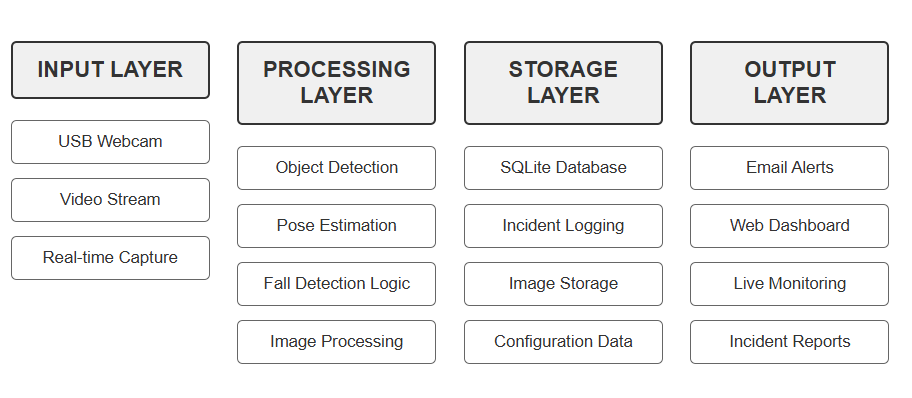 INPUT LAYER
USB Webcam
Video Stream
Real-time Capture
PROCESSING
LAYER
Object Detection
Pose Estimation
Fall Detection Logic
Image Processing
STORAGE
LAYER
SQLite Database
Incident Logging
Image Storage
Configuration Data
OUTPUT
LAYER
Email Alerts
Web Dashboard
Live Monitoring
Incident Reports